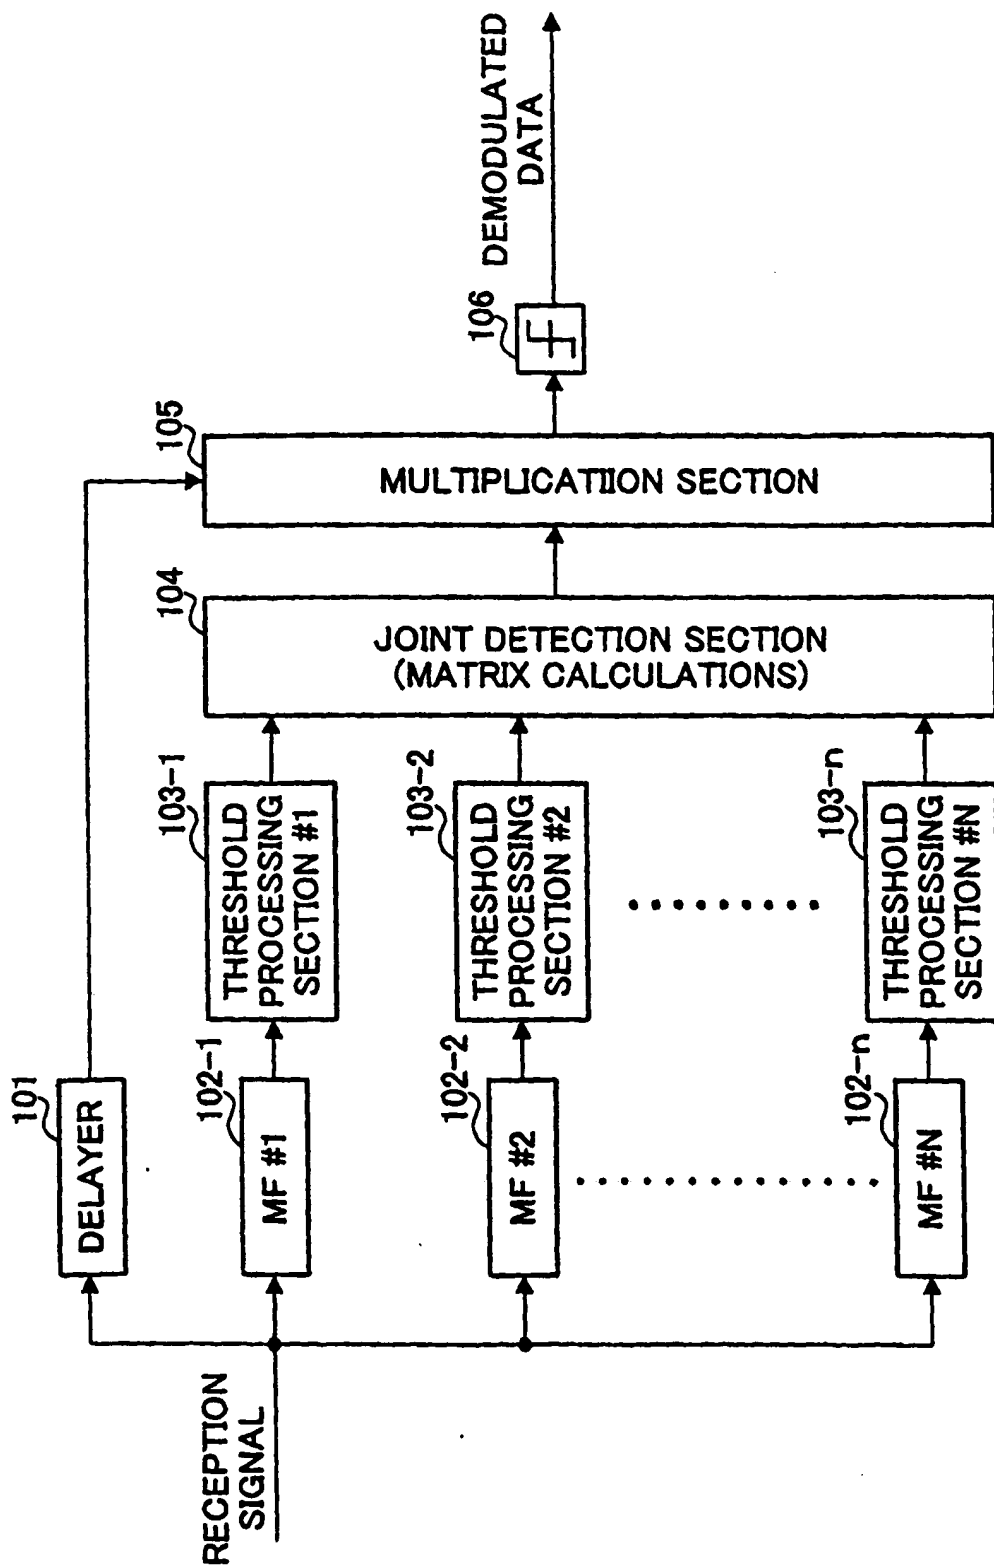 RECEPTION
SIGNAL
101
DELAYER
102-1
MF #1
102-2
MF #2
102-n
MF #N
103-1
THRESHOLD
PROCESSING
SECTION #1
103-2
THRESHOLD
PROCESSING
SECTION #2
103-n
THRESHOLD
PROCESSING
SECTION #N
104
JOINT DETECTION SECTION
(MATRIX CALCULATIONS)
105
MULTIPLICATIION SECTION
106
DEMODULATED
DATA